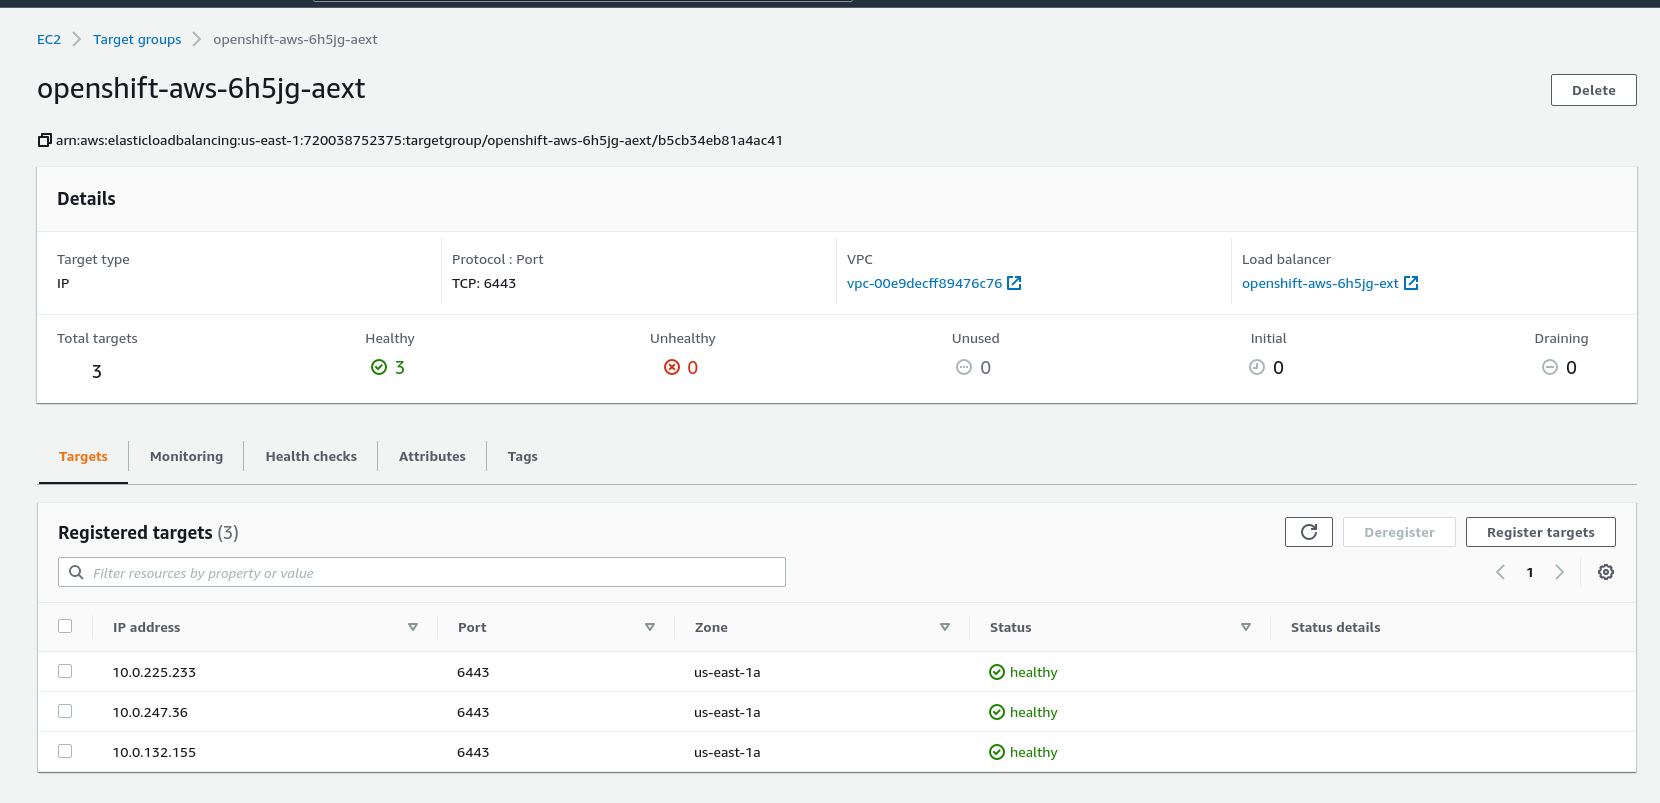 EC2 Target groups openshift-aws-6h5jg-aext
openshift-aws-6h5jg-aext
Delete
arn:aws:elasticloadbalancing:us-east-1:720038752375:targetgroup/openshift-aws-6h5jg-aext/b5cb34eb81a4ac41
Details
Target type Protocol : Port VPC Load balancer
IP TCP: 6443 vpc-00e9decff89476c76 openshift-aws-6h5jg-ext
Total targets Healthy Unhealthy Unused Initial Draining
3 3 0 0 0 0
Targets Monitoring Health checks Attributes Tags
Registered targets (3) Deregister Register targets
Filter resources by property or value 1
IP address Port Zone Status Status details
10.0.225.233 6443 us-east-1a healthy
10.0.247.36 6443 us-east-1a healthy
10.0.132.155 6443 us-east-1a healthy